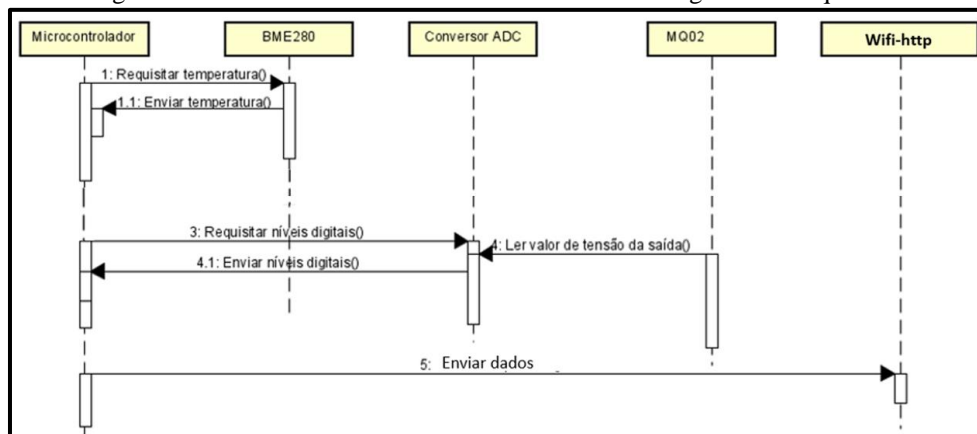 Microcontrolador
BME280
Conversor ADC
MQ02
Wifi-http
1: Requisitar temperatura()
1.1: Enviar temperatura()
3: Requisitar níveis digitais()
4: Ler valor de tensão da saída()
4.1: Enviar níveis digitais()
5: Enviar dados